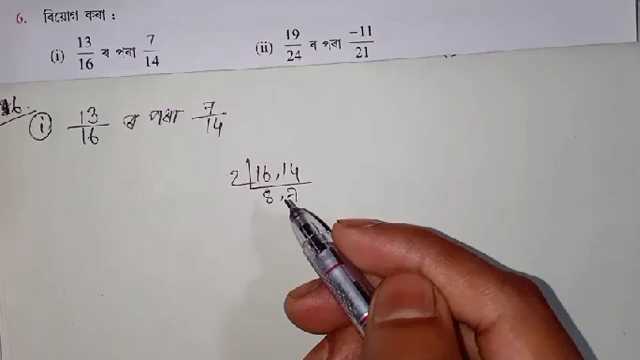 6. বিয়োগ কৰা :
(i) 13/16 ৰ পৰা 7/14 (ii) 19/24 ৰ পৰা -11/21
6.
i 13/16 ৰ পৰা 7/14
2 | 16, 14
8, 7